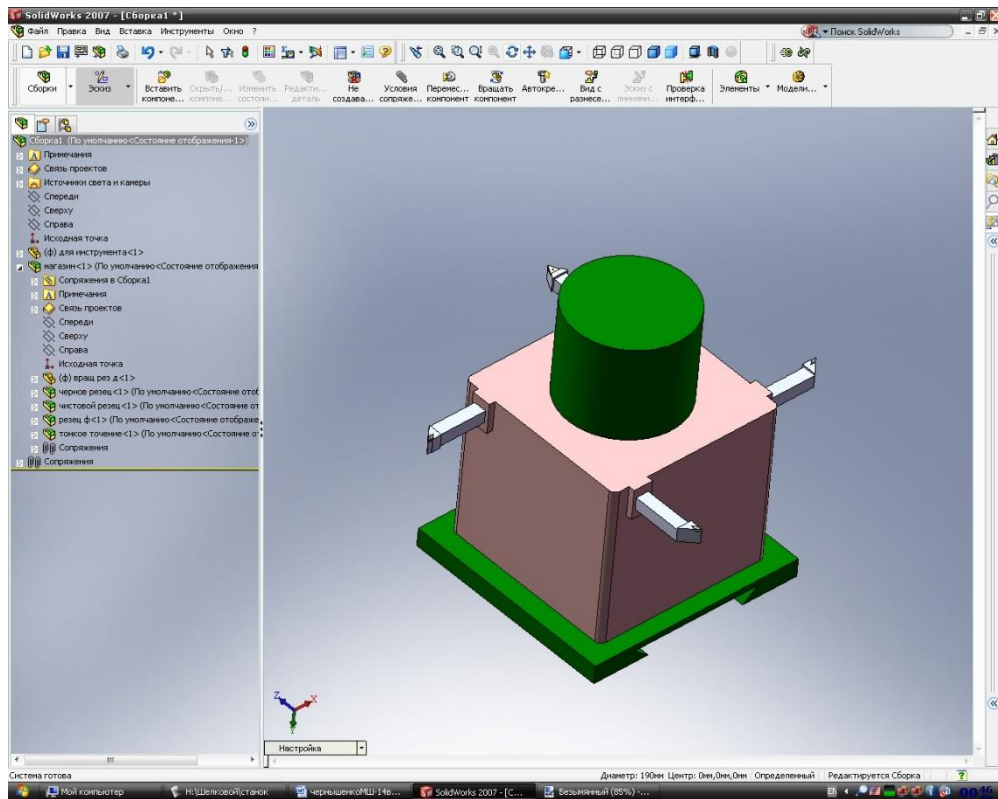 SolidWorks 2007 - [Сборка1 *]
Файл Правка Вид Вставка Инструменты Окно ?
Поиск SolidWorks
Сборки Эскиз Вставить компоне... Скрыть/... компоне... Изменить состоян... Редакти... деталь Не создава... Условия сопряже... Перемес... компонент Вращать компонент Автокре... Вид с разнесе... Эскиз с линиями... Проверка интерф... Элементы Модели...
Сборка1 (По умолчанию<Состояние отображения-1>)
Примечания
Связь проектов
Источники света и камеры
Спереди
Сверху
Справа
Исходная точка
(ф) для инструмента<1>
магазин<1> (По умолчанию<Состояние отображения
Сопряжения в Сборка1
Примечания
Связь проектов
Спереди
Сверху
Справа
Исходная точка
(ф) вращ рез д<1>
чернов резец<1> (По умолчанию<Состояние отоб
чистовой резец<1> (По умолчанию<Состояние от
резец ф<1> (По умолчанию<Состояние отображе
тонкое точение<1> (По умолчанию<Состояние о
Сопряжения
Сопряжения
Z X Y
Настройка
Система готова
Диаметр: 190мм Центр: 0мм,0мм,0мм Определенный Редактируется Сборка
Мой компьютер H:\Шелковой\станок чернышенкоМШ-14в... SolidWorks 2007 - [С... Безымянный (85%) -... EN 00:46